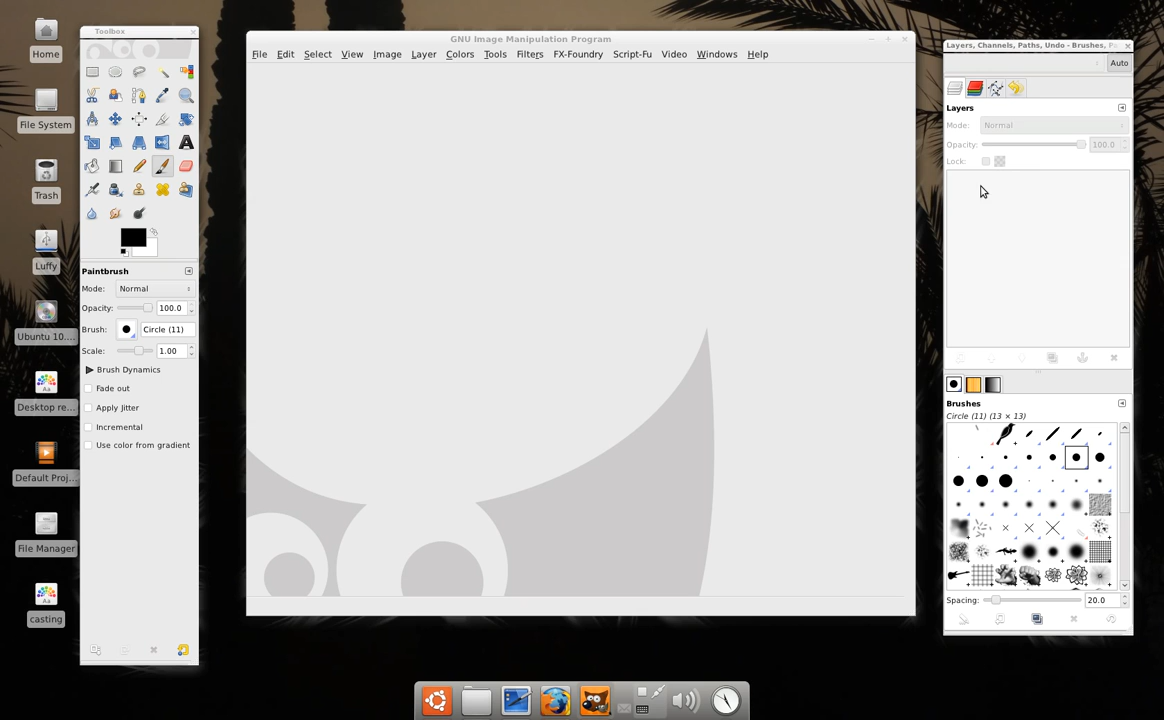 Home
File System
Trash
Luffy
Ubuntu 10....
Desktop re...
Default Proj...
File Manager
casting
Toolbox
Paintbrush
Mode: Normal
Opacity: 100.0
Brush: Circle (11)
Scale: 1.00
Brush Dynamics
Fade out
Apply Jitter
Incremental
Use color from gradient
GNU Image Manipulation Program
File Edit Select View Image Layer Colors Tools Filters FX-Foundry Script-Fu Video Windows Help
Layers, Channels, Paths, Undo - Brushes, P
Auto
Layers
Mode: Normal
Opacity: 100.0
Lock:
Brushes
Circle (11) (13 × 13)
Spacing: 20.0